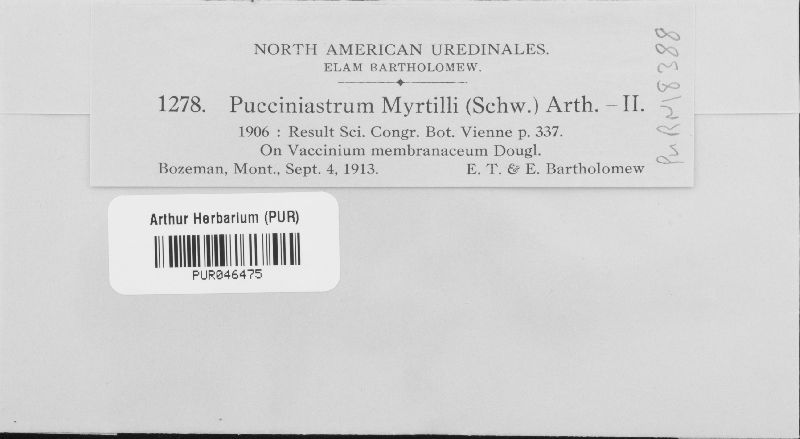 NORTH AMERICAN UREDINALES.
ELAM BARTHOLOMEW.
1278. Pucciniastrum Myrtilli (Schw.) Arth. – II.
1906 : Result Sci. Congr. Bot. Vienne p. 337.
On Vaccinium membranaceum Dougl.
Bozeman, Mont., Sept. 4, 1913. E. T. & E. Bartholomew
PURN18388
Arthur Herbarium (PUR)
PUR046475